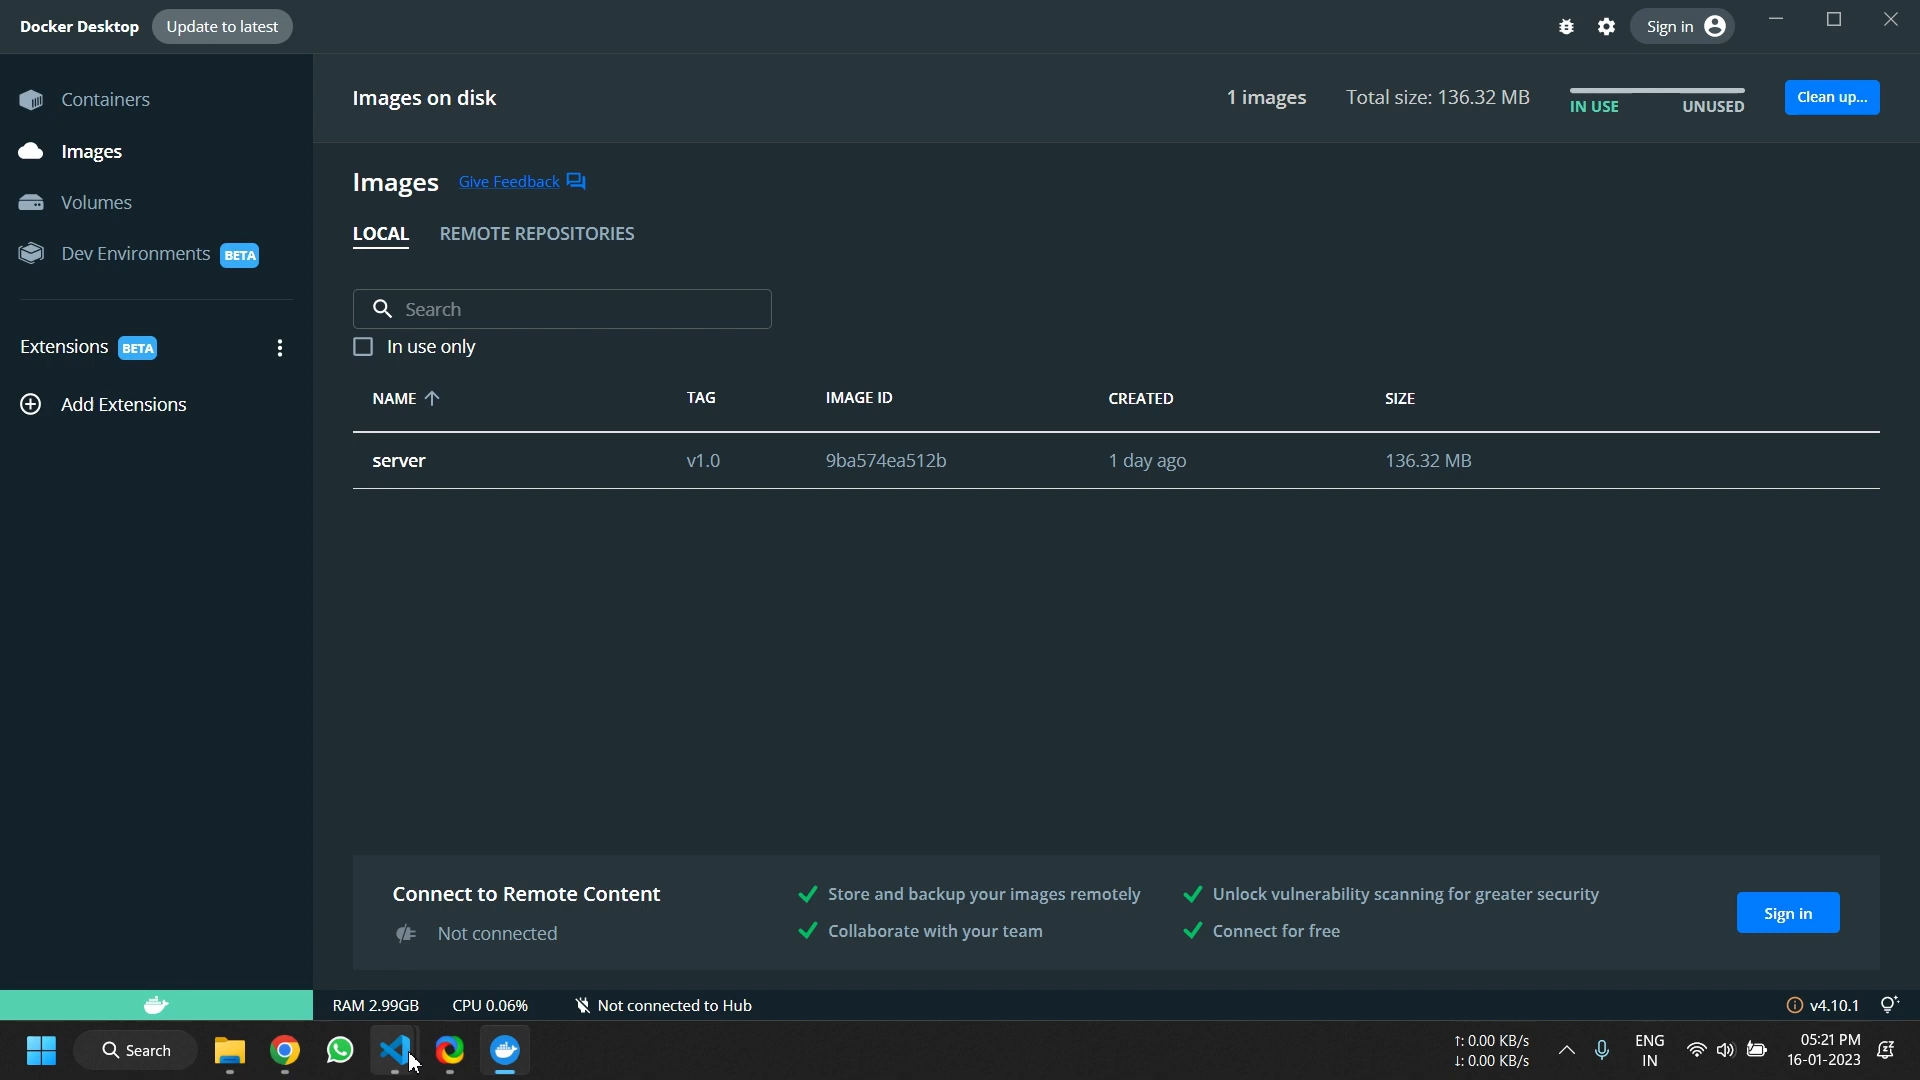 Docker Desktop Update to latest Sign in
Containers
Images
Volumes
Dev Environments BETA
Extensions BETA
Add Extensions
Images on disk 1 images Total size: 136.32 MB IN USE UNUSED Clean up...
Images Give Feedback
LOCAL REMOTE REPOSITORIES
Search
In use only
NAME TAG IMAGE ID CREATED SIZE
server v1.0 9ba574ea512b 1 day ago 136.32 MB
Connect to Remote Content
Not connected
Store and backup your images remotely
Collaborate with your team
Unlock vulnerability scanning for greater security
Connect for free
Sign in
RAM 2.99GB CPU 0.06% Not connected to Hub v4.10.1
Search
↑: 0.00 KB/s
↓: 0.00 KB/s
ENG
IN
05:21 PM
16-01-2023